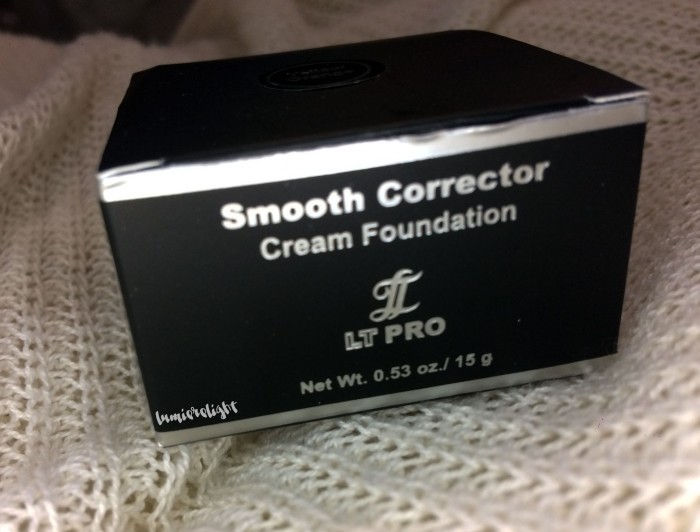 Smooth Corrector
Cream Foundation
LT PRO
Net Wt. 0.53 oz./ 15 g
lumierelight